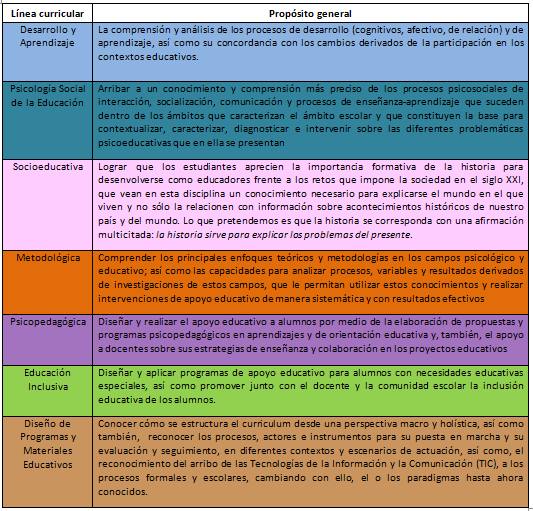 Línea curricular
Propósito general
Desarrollo y
Aprendizaje
La comprensión y análisis de los procesos de desarrollo (cognitivos, afectivo, de relación) y de
aprendizaje, así como su concordancia con los cambios derivados de la participación en los
contextos educativos.
Psicología Social
de la Educación
Arribar a un conocimiento y comprensión más preciso de los procesos psicosociales de
interacción, socialización, comunicación y procesos de enseñanza-aprendizaje que suceden
dentro de los ámbitos que caracterizan el ámbito escolar y que constituyen la base para
contextualizar, caracterizar, diagnosticar e intervenir sobre las diferentes problemáticas
psicoeducativas que en ella se presentan
Socioeducativa
Lograr que los estudiantes aprecien la importancia formativa de la historia para
desenvolverse como educadores frente a los retos que impone la sociedad en el siglo XXI,
que vean en esta disciplina un conocimiento necesario para explicarse el mundo en el que
viven y no sólo la relacionen con información sobre acontecimientos históricos de nuestro
país y del mundo. Lo que pretendemos es que la historia se corresponda con una afirmación
multicitada: la historia sirve para explicar los problemas del presente.
Metodológica
Comprender los principales enfoques teóricos y metodologías en los campos psicológico y
educativo; así como las capacidades para analizar procesos, variables y resultados derivados
de investigaciones de estos campos, que le permitan utilizar estos conocimientos y realizar
intervenciones de apoyo educativo de manera sistemática y con resultados efectivos
Psicopedagógica
Diseñar y realizar el apoyo educativo a alumnos por medio de la elaboración de propuestas y
programas psicopedagógicos en aprendizajes y de orientación educativa y, también, el apoyo
a docentes sobre sus estrategias de enseñanza y colaboración en los proyectos educativos
Educación
Inclusiva
Diseñar y aplicar programas de apoyo educativo para alumnos con necesidades educativas
especiales, así como promover junto con el docente y la comunidad escolar la inclusión
educativa de los alumnos.
Diseño de
Programas y
Materiales
Educativos
Conocer cómo se estructura el curriculum desde una perspectiva macro y holística, así como
también, reconocer los procesos, actores e instrumentos para su puesta en marcha y su
evaluación y seguimiento, en diferentes contextos y escenarios de actuación, así como, el
reconocimiento del arribo de las Tecnologías de la Información y la Comunicación (TIC), a los
procesos formales y escolares, cambiando con ello, el o los paradigmas hasta ahora
conocidos.